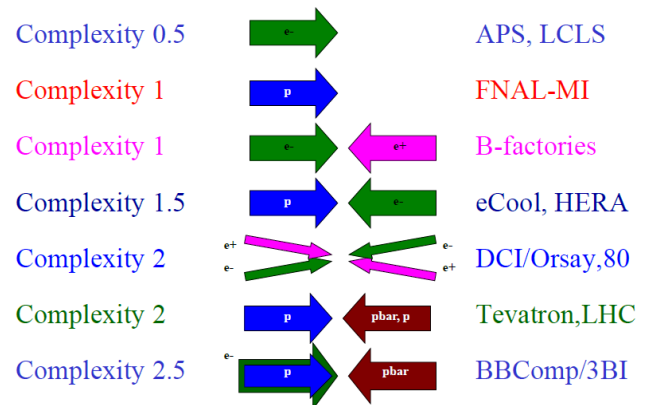 Complexity 0.5 e- APS, LCLS
Complexity 1 p FNAL-MI
Complexity 1 e- e+ B-factories
Complexity 1.5 p e- eCool, HERA
e+ e-
Complexity 2 DCI/Orsay,80
e- e+
Complexity 2 p pbar, p Tevatron,LHC
e-
Complexity 2.5 p pbar BBComp/3BI